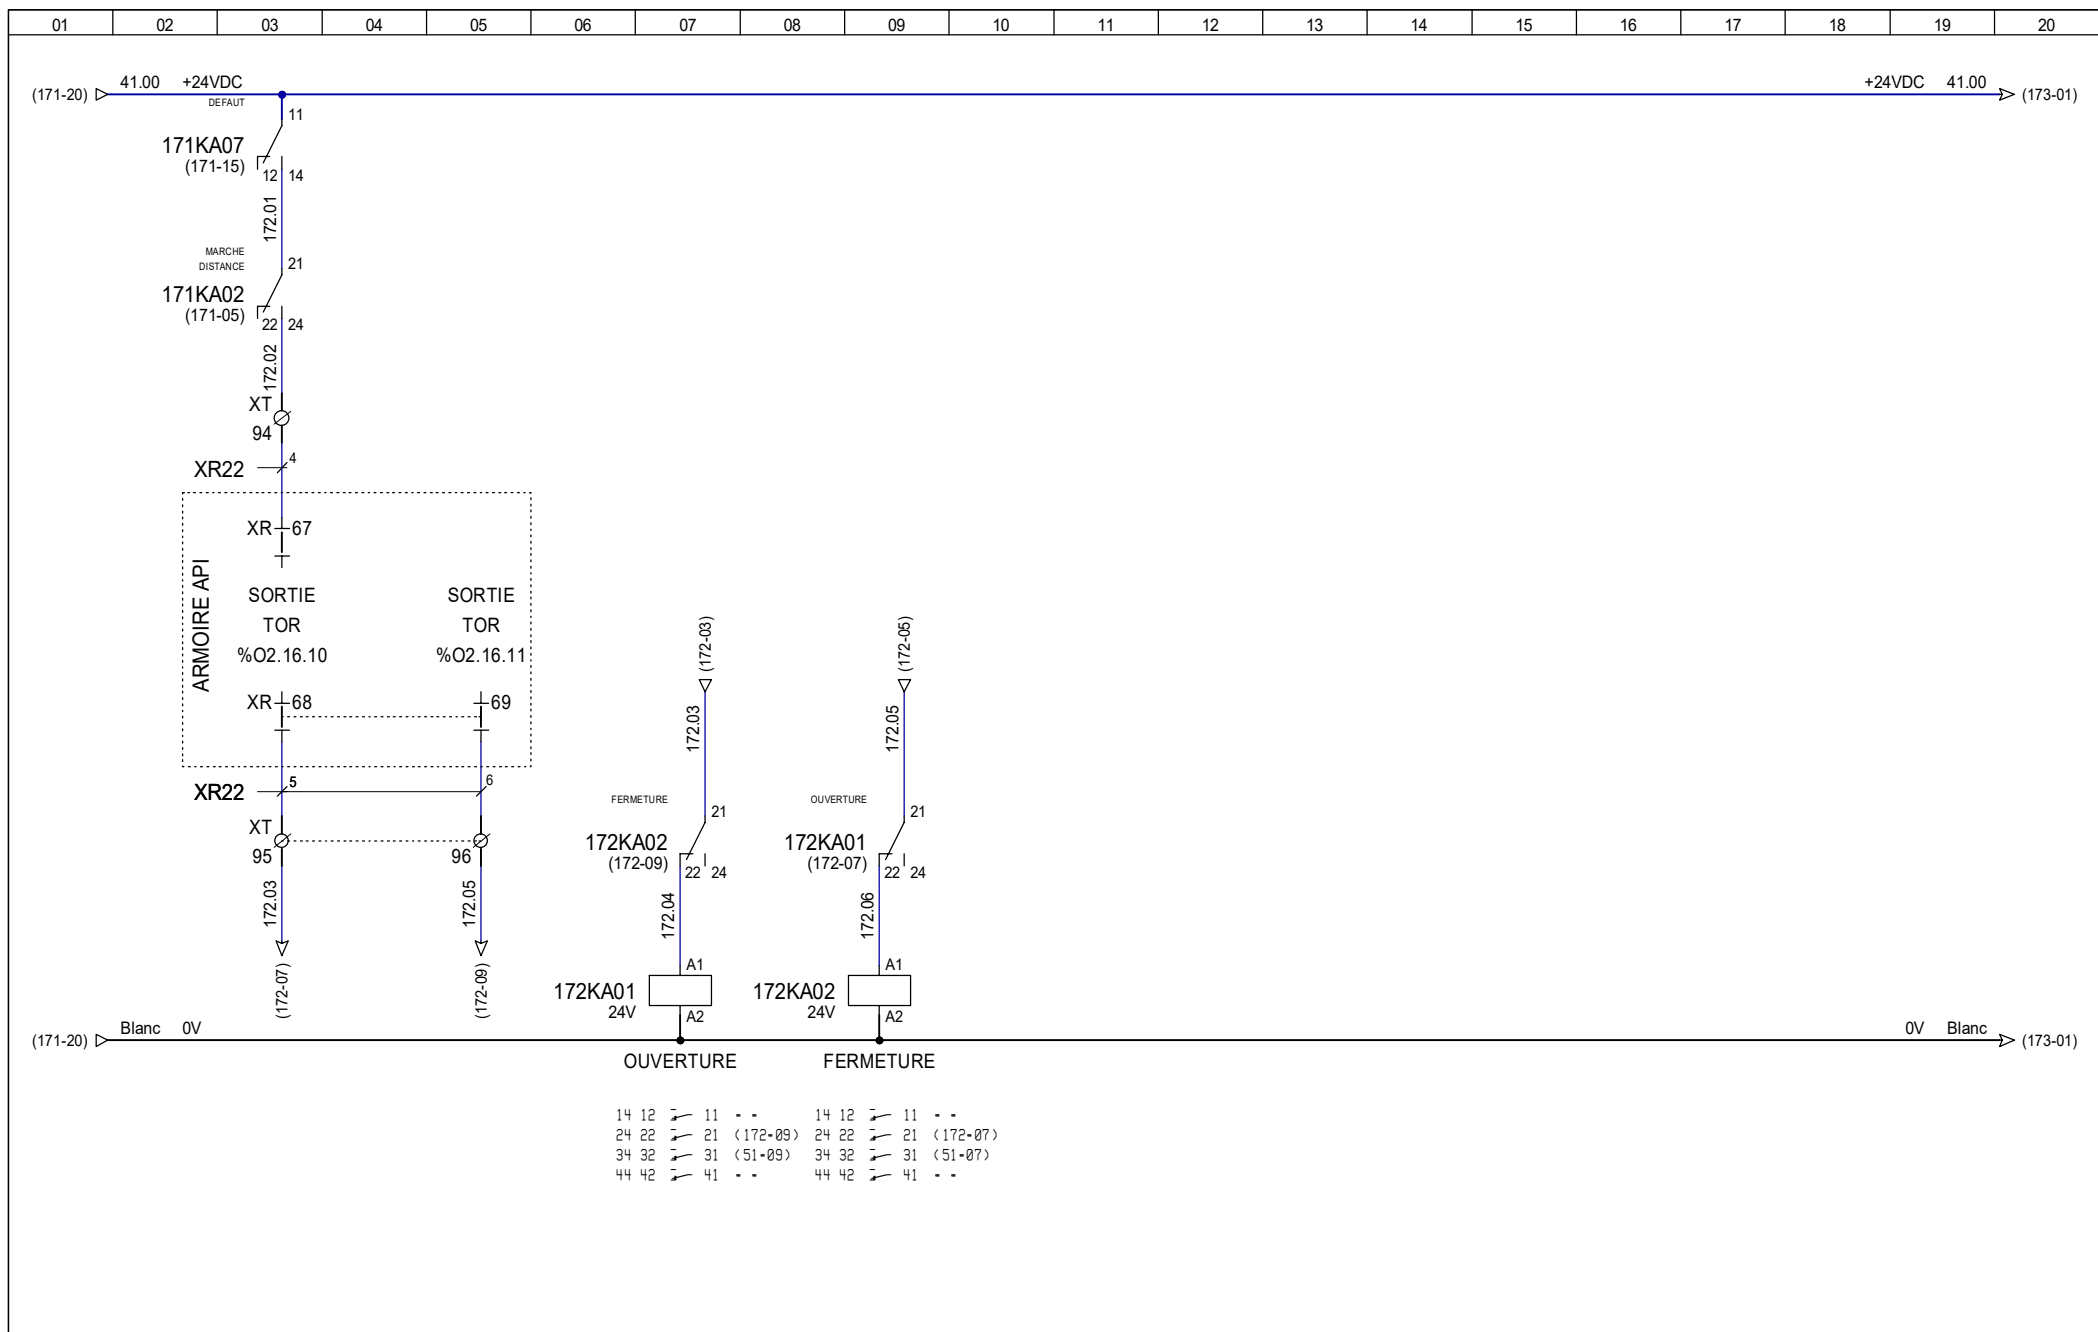 01 02 03 04 05 06 07 08 09 10 11 12 13 14 15 16 17 18 19 20
41.00 +24VDC
+24VDC 41.00
(171-20)
(173-01)
DEFAUT
11
171KA07
(171-15)
12 14
172.01
MARCHE
DISTANCE
21
171KA02
(171-05)
22 24
172.02
XT
94
4
XR22
ARMOIRE API
XR 67
SORTIE
TOR
%O2.16.10
SORTIE
TOR
%O2.16.11
XR 68
69
XR22
5
6
XT
95
96
172.03
172.05
(172-07)
(172-09)
(172-03)
172.03
FERMETURE
21
172KA02
(172-09)
22 24
172.04
A1
172KA01
24V
A2
OUVERTURE
(172-05)
172.05
OUVERTURE
21
172KA01
(172-07)
22 24
172.06
A1
172KA02
24V
A2
FERMETURE
Blanc 0V
0V Blanc
(171-20)
(173-01)
14 12 11 - -
24 22 21 (172-09)
34 32 31 (51-09)
44 42 41 - -
14 12 11 - -
24 22 21 (172-07)
34 32 31 (51-07)
44 42 41 - -